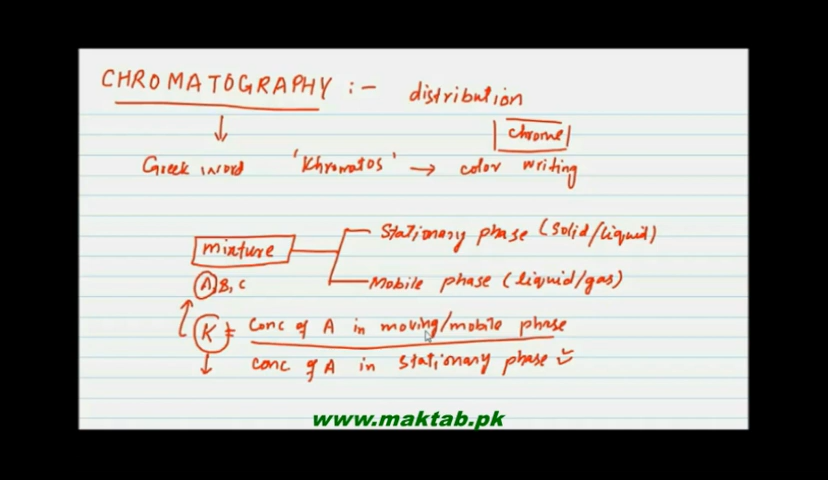 CHROMATOGRAPHY :- distribution
chrome
Greek word 'Khromatos' → color writing
Stationary phase (solid/liquid)
mixture
Mobile phase (liquid/gas)
A, B, C
K = conc of A in moving/mobile phase
conc of A in stationary phase
www.maktab.pk